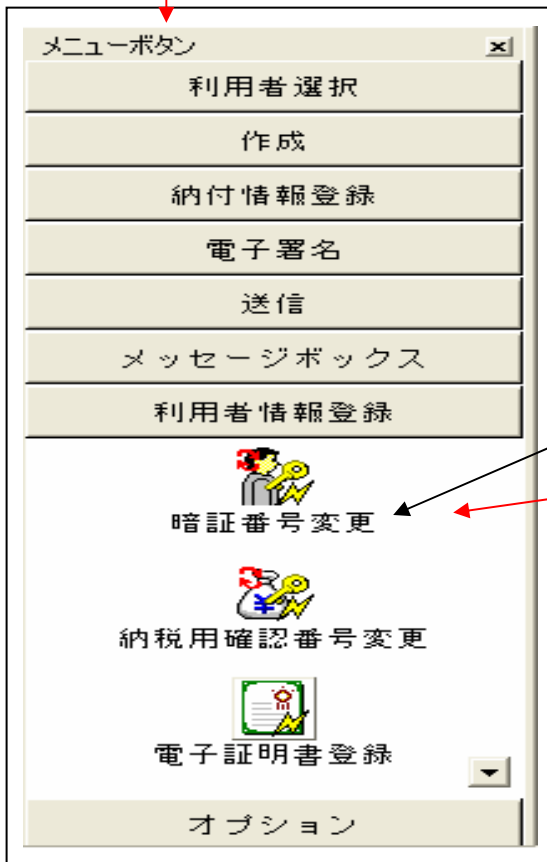 メニューボタン
利用者選択
作成
納付情報登録
電子署名
送信
メッセージボックス
利用者情報登録
暗証番号変更
納税用確認番号変更
電子証明書登録
オプション